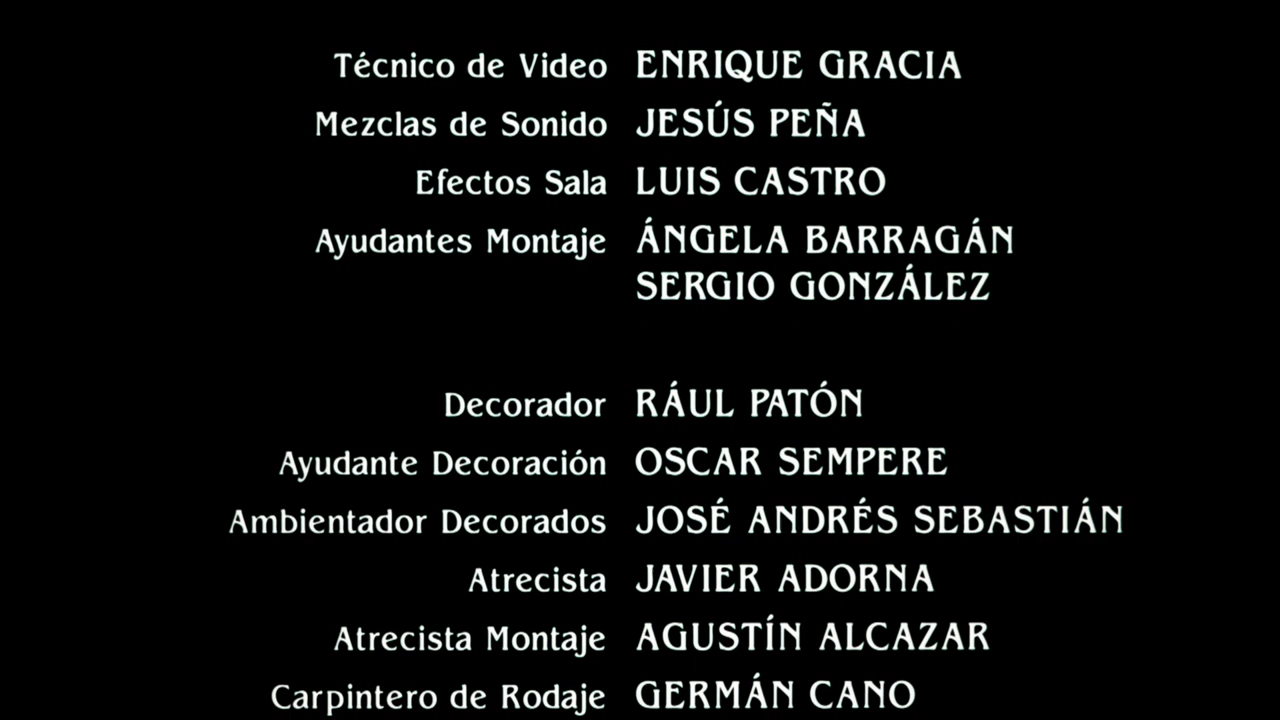 Técnico de Video ENRIQUE GRACIA
Mezclas de Sonido JESÚS PEÑA
Efectos Sala LUIS CASTRO
Ayudantes Montaje ÁNGELA BARRAGÁN
SERGIO GONZÁLEZ
Decorador RÁUL PATÓN
Ayudante Decoración OSCAR SEMPERE
Ambientador Decorados JOSÉ ANDRÉS SEBASTIÁN
Atrecista JAVIER ADORNA
Atrecista Montaje AGUSTÍN ALCAZAR
Carpintero de Rodaje GERMÁN CANO